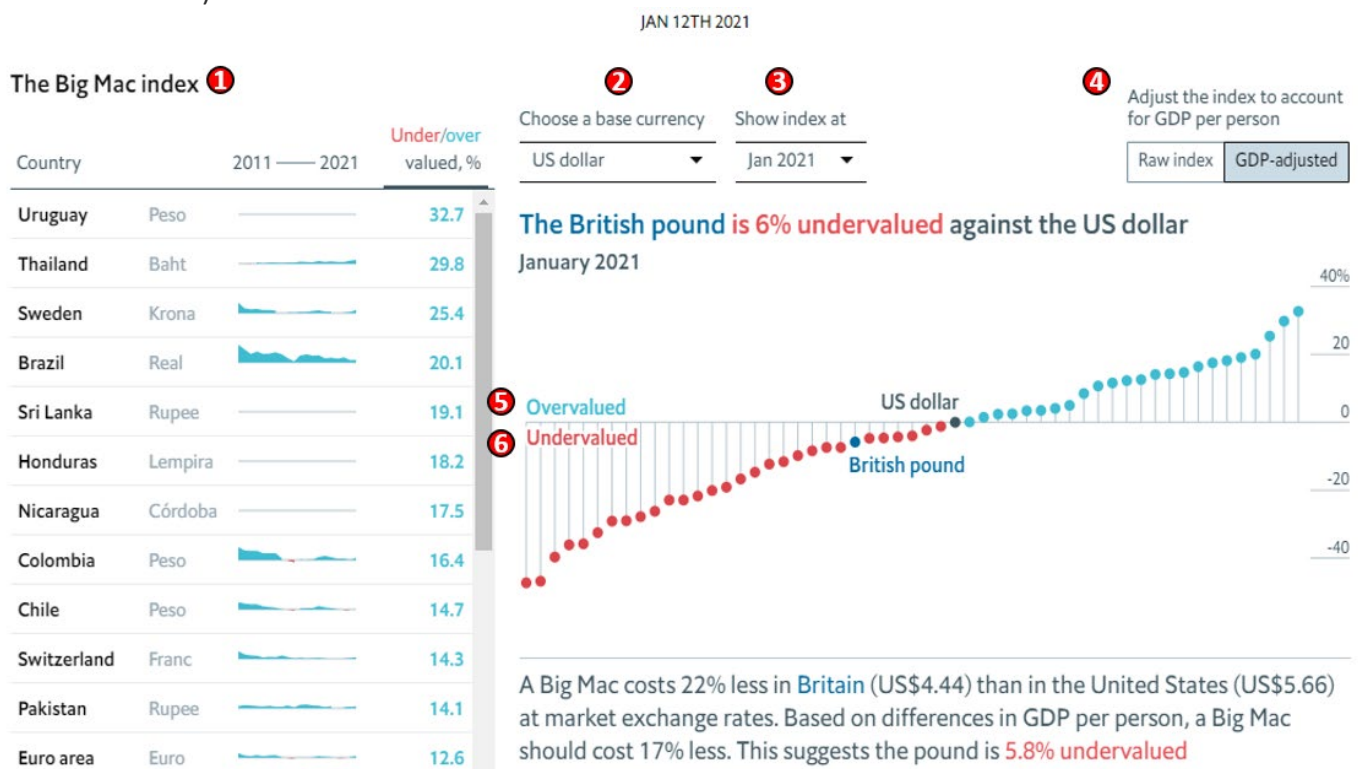 JAN 12TH 2021
The Big Mac index 1
2
3
4
Choose a base currency
Show index at
Adjust the index to account
for GDP per person
US dollar
Jan 2021
Raw index GDP-adjusted
Country 2011 — 2021 Under/over
valued, %
Uruguay Peso 32.7
Thailand Baht 29.8
Sweden Krona 25.4
Brazil Real 20.1
Sri Lanka Rupee 19.1
Honduras Lempira 18.2
Nicaragua Córdoba 17.5
Colombia Peso 16.4
Chile Peso 14.7
Switzerland Franc 14.3
Pakistan Rupee 14.1
Euro area Euro 12.6
The British pound is 6% undervalued against the US dollar
January 2021
40%
20
0
-20
-40
5 Overvalued
6 Undervalued
US dollar
British pound
A Big Mac costs 22% less in Britain (US$4.44) than in the United States (US$5.66)
at market exchange rates. Based on differences in GDP per person, a Big Mac
should cost 17% less. This suggests the pound is 5.8% undervalued